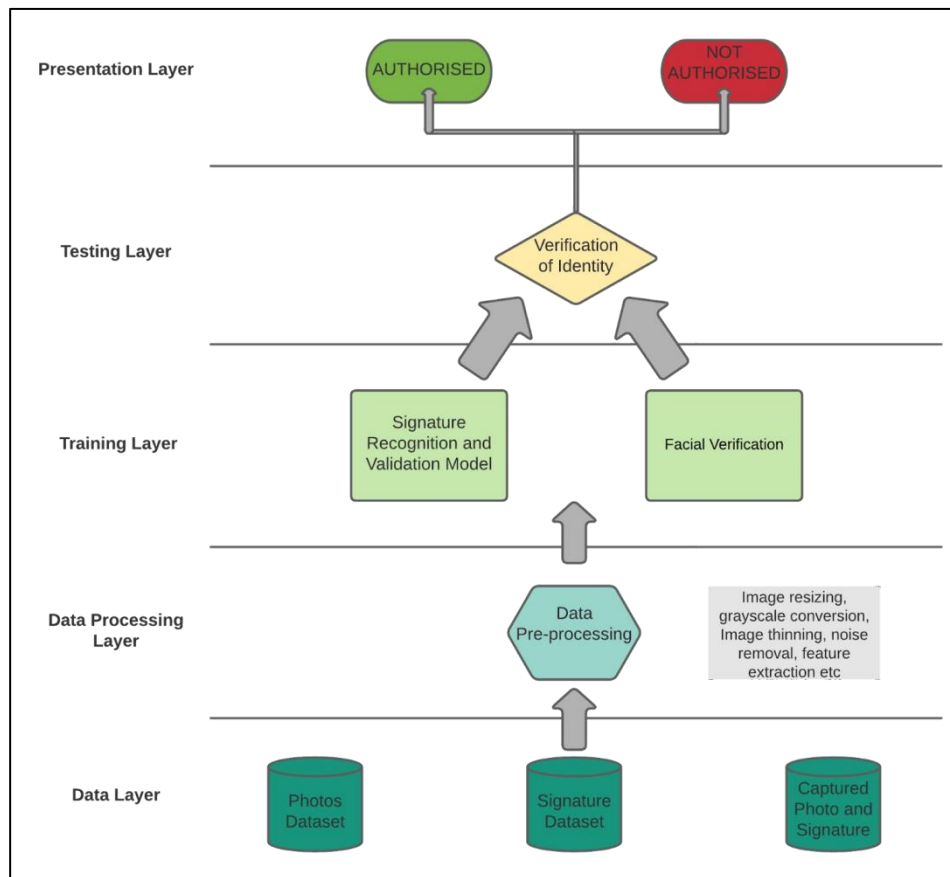 Presentation Layer
AUTHORISED
NOT
AUTHORISED
Testing Layer
Verification
of Identity
Training Layer
Signature
Recognition and
Validation Model
Facial Verification
Data Processing
Layer
Data
Pre-processing
Image resizing,
grayscale conversion,
Image thinning, noise
removal, feature
extraction etc
Data Layer
Photos
Dataset
Signature
Dataset
Captured
Photo and
Signature